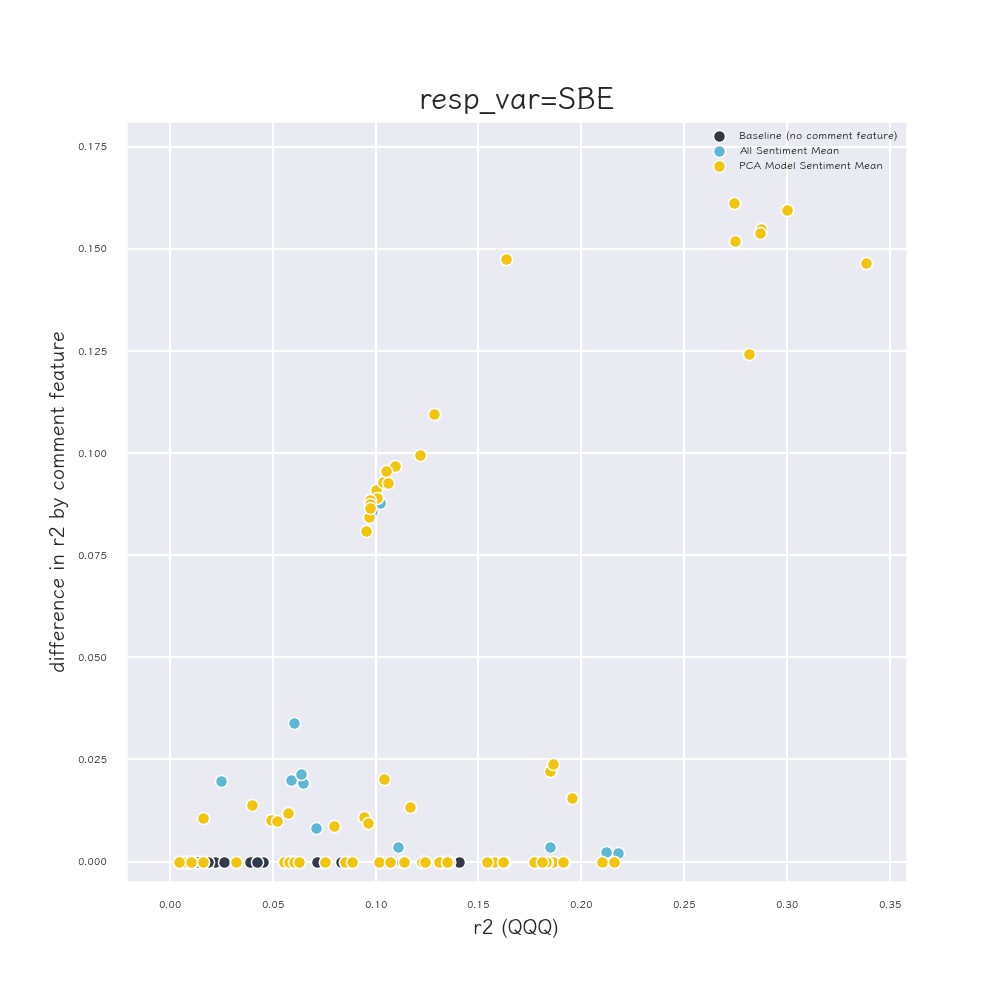 resp_var=SBE
Baseline (no comment feature)
All Sentiment Mean
PCA Model Sentiment Mean
difference in r2 by comment feature
0.175
0.150
0.125
0.100
0.075
0.050
0.025
0.000
0.00 0.05 0.10 0.15 0.20 0.25 0.30 0.35
r2 (QQQ)